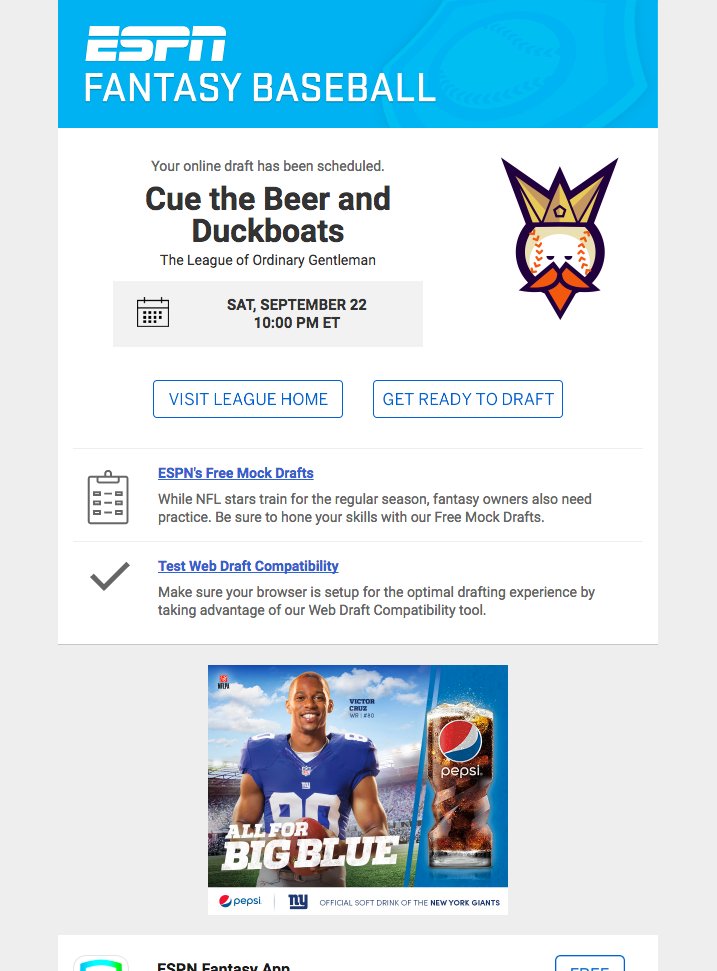 ESPN
FANTASY BASEBALL
Your online draft has been scheduled.
Cue the Beer and
Duckboats
The League of Ordinary Gentleman
SAT, SEPTEMBER 22
10:00 PM ET
VISIT LEAGUE HOME
GET READY TO DRAFT
ESPN's Free Mock Drafts
While NFL stars train for the regular season, fantasy owners also need
practice. Be sure to hone your skills with our Free Mock Drafts.
Test Web Draft Compatibility
Make sure your browser is setup for the optimal drafting experience by
taking advantage of our Web Draft Compatibility tool.
NFLPA
VICTOR
CRUZ
WR | #80
80
pepsi
ALL FOR
BIG BLUE
pepsi
NY
OFFICIAL SOFT DRINK OF THE NEW YORK GIANTS
ESPN Fantasy App
FREE